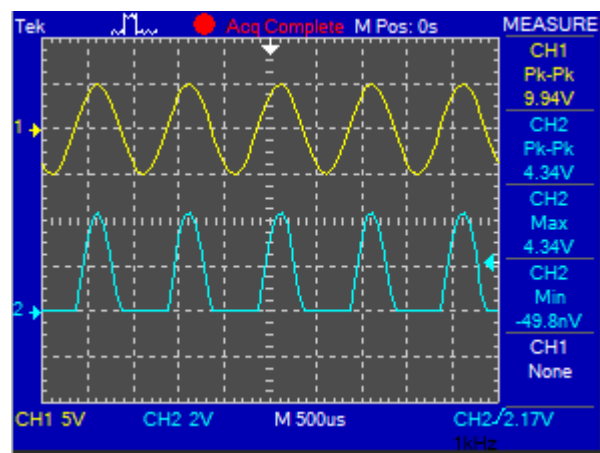 Tek Acq Complete M Pos: 0s MEASURE
CH1
Pk-Pk
9.94V
CH2
Pk-Pk
4.34V
CH2
Max
4.34V
CH2
Min
-49.8nV
CH1
None
1
2
CH1 5V CH2 2V M 500us CH2 2.17V
1kHz